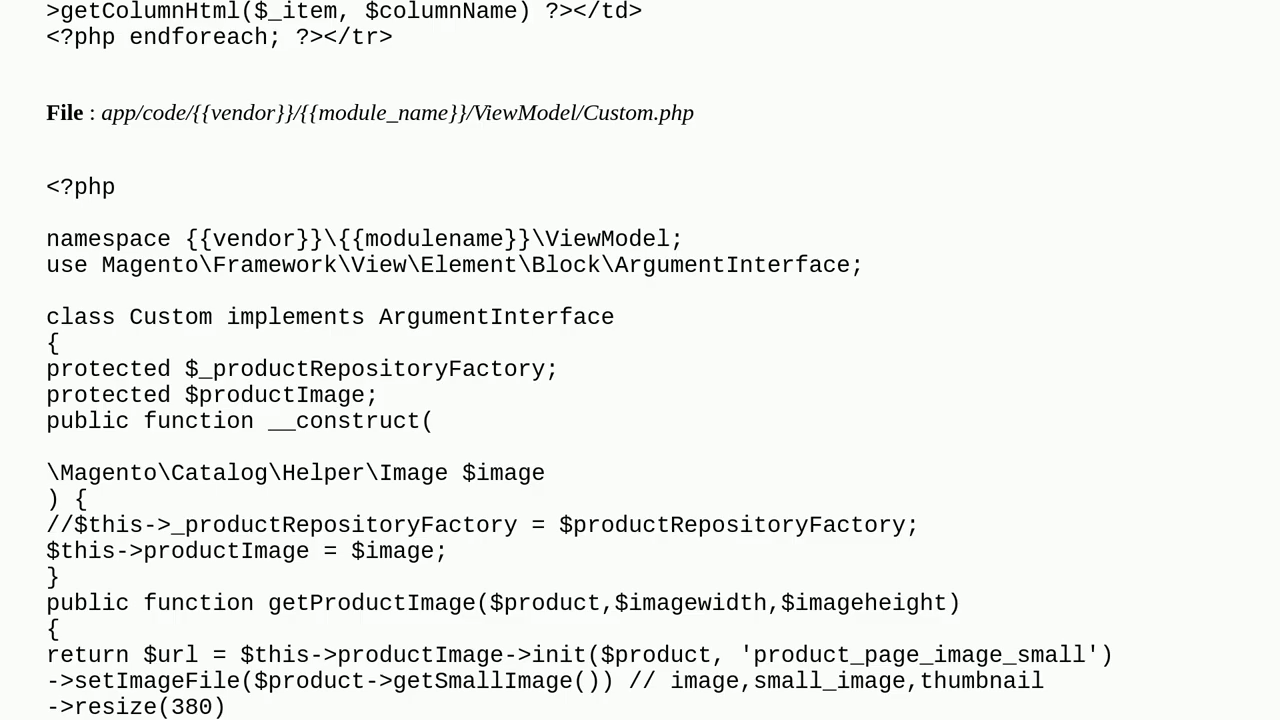 >getColumnHtml($_item, $columnName) ?></td>
<?php endforeach; ?></tr>
File : app/code/{{vendor}}/{{module_name}}/ViewModel/Custom.php
<?php
namespace {{vendor}}\{{modulename}}\ViewModel;
use Magento\Framework\View\Element\Block\ArgumentInterface;
class Custom implements ArgumentInterface
{
protected $_productRepositoryFactory;
protected $productImage;
public function __construct(
\Magento\Catalog\Helper\Image $image
) {
//$this->_productRepositoryFactory = $productRepositoryFactory;
$this->productImage = $image;
}
public function getProductImage($product,$imagewidth,$imageheight)
{
return $url = $this->productImage->init($product, 'product_page_image_small')
->setImageFile($product->getSmallImage()) // image,small_image,thumbnail
->resize(380)